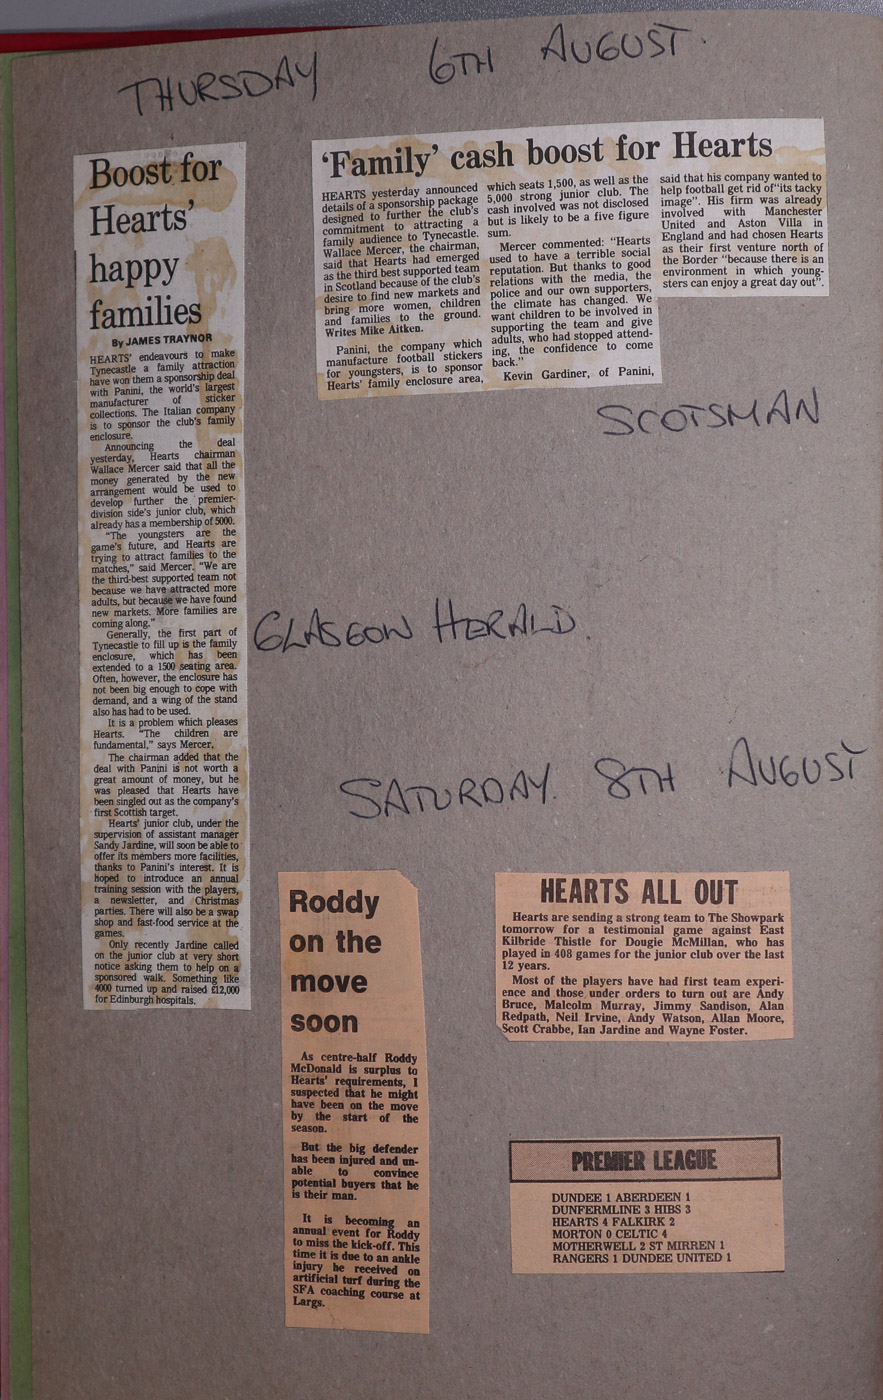 THURSDAY 6TH AUGUST.
Boost for
Hearts'
happy
families
By JAMES TRAYNOR
HEARTS' endeavours to make
Tynecastle a family attraction
have won them a sponsorship deal
with Panini, the world's largest
manufacturer of sticker
collections. The Italian company
is to sponsor the club's family
enclosure.
Announcing the deal
yesterday, Hearts chairman
Wallace Mercer said that all the
money generated by the new
arrangement would be used to
develop further the premier-
division side's junior club, which
already has a membership of 5000.
"The youngsters are the
game's future, and Hearts are
trying to attract families to the
matches," said Mercer. "We are
the third-best supported team not
because we have attracted more
adults, but because we have found
new markets. More families are
coming along."
Generally, the first part of
Tynecastle to fill up is the family
enclosure, which has been
extended to a 1500 seating area.
Often, however, the enclosure has
not been big enough to cope with
demand, and a wing of the stand
also has had to be used.
It is a problem which pleases
Hearts. "The children are
fundamental," says Mercer,
The chairman added that the
deal with Panini is not worth a
great amount of money, but he
was pleased that Hearts have
been singled out as the company's
first Scottish target.
Hearts' junior club, under the
supervision of assistant manager
Sandy Jardine, will soon be able to
offer its members more facilities,
thanks to Panini's interest. It is
hoped to introduce an annual
training session with the players,
a newsletter, and Christmas
parties. There will also be a swap
shop and fast-food service at the
games.
Only recently Jardine called
on the junior club at very short
notice asking them to help on a
sponsored walk. Something like
4000 turned up and raised £12,000
for Edinburgh hospitals.
'Family' cash boost for Hearts
HEARTS yesterday announced
details of a sponsorship package
designed to further the club's
commitment to attracting a
family audience to Tynecastle.
Wallace Mercer, the chairman,
said that Hearts had emerged
as the third best supported team
in Scotland because of the club's
desire to find new markets and
bring more women, children
and families to the ground.
Writes Mike Aitken.
Panini, the company which
manufacture football stickers
for youngsters, is to sponsor
Hearts' family enclosure area,
which seats 1,500, as well as the
5,000 strong junior club. The
cash involved was not disclosed
but is likely to be a five figure
sum.
Mercer commented: "Hearts
used to have a terrible social
reputation. But thanks to good
relations with the media, the
police and our own supporters,
the climate has changed. We
want children to be involved in
supporting the team and give
adults, who had stopped attend-
ing, the confidence to come
back."
Kevin Gardiner, of Panini,
said that his company wanted to
help football get rid of "its tacky
image". His firm was already
involved with Manchester
United and Aston Villa in
England and had chosen Hearts
as their first venture north of
the Border "because there is an
environment in which young-
sters can enjoy a great day out".
SCOTSMAN
GLASGOW HERALD.
SATURDAY. 8TH AUGUST
Roddy
on the
move
soon
As centre-half Roddy
McDonald is surplus to
Hearts' requirements, I
suspected that he might
have been on the move
by the start of the
season.
But the big defender
has been injured and un-
able to convince
potential buyers that he
is their man.
It is becoming an
annual event for Roddy
to miss the kick-off. This
time it is due to an ankle
injury he received on
artificial turf during the
SFA coaching course at
Largs.
HEARTS ALL OUT
Hearts are sending a strong team to The Showpark
tomorrow for a testimonial game against East
Kilbride Thistle for Dougie McMillan, who has
played in 408 games for the junior club over the last
12 years.
Most of the players have had first team experi-
ence and those under orders to turn out are Andy
Bruce, Malcolm Murray, Jimmy Sandison, Alan
Redpath, Neil Irvine, Andy Watson, Allan Moore,
Scott Crabbe, Ian Jardine and Wayne Foster.
PREMIER LEAGUE
DUNDEE 1 ABERDEEN 1
DUNFERMLINE 3 HIBS 3
HEARTS 4 FALKIRK 2
MORTON 0 CELTIC 4
MOTHERWELL 2 ST MIRREN 1
RANGERS 1 DUNDEE UNITED 1